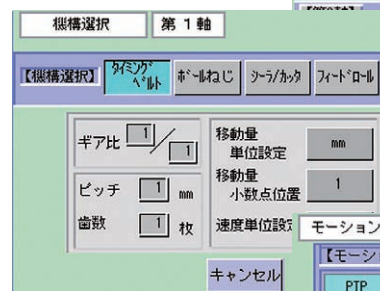 機構選択 第 1 軸
【機構選択】 タイミングベルト ボールねじ シーラ/カッタ フィードロール
ギア比 1 / 1
ピッチ 1 mm
歯数 1 枚
移動量
単位設定 mm
移動量
小数点位置 1
速度単位設定
キャンセル
モーション
【モーシ
PTP